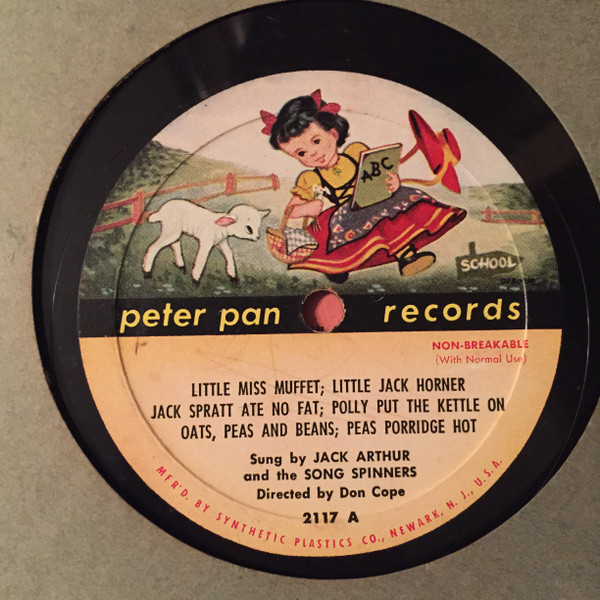 ABC
SCHOOL
peter pan records
NON-BREAKABLE
(With Normal Use)
LITTLE MISS MUFFET; LITTLE JACK HORNER
JACK SPRATT ATE NO FAT; POLLY PUT THE KETTLE ON
OATS, PEAS AND BEANS; PEAS PORRIDGE HOT
Sung by JACK ARTHUR
and the SONG SPINNERS
Directed by Don Cope
2117 A
MFR'D. BY SYNTHETIC PLASTICS CO., NEWARK, N. J., U. S. A.